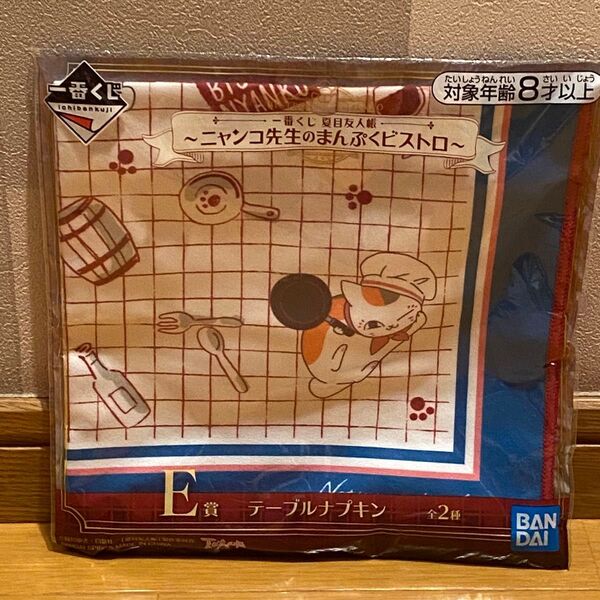 一番くじ
ichibankuji
たいしょうねんれい さい いじょう
対象年齢8才以上
一番くじ 夏目友人帳
～ニャンコ先生のまんぷくビストロ～
E賞 テーブルナプキン 全2種
BAN
DAI